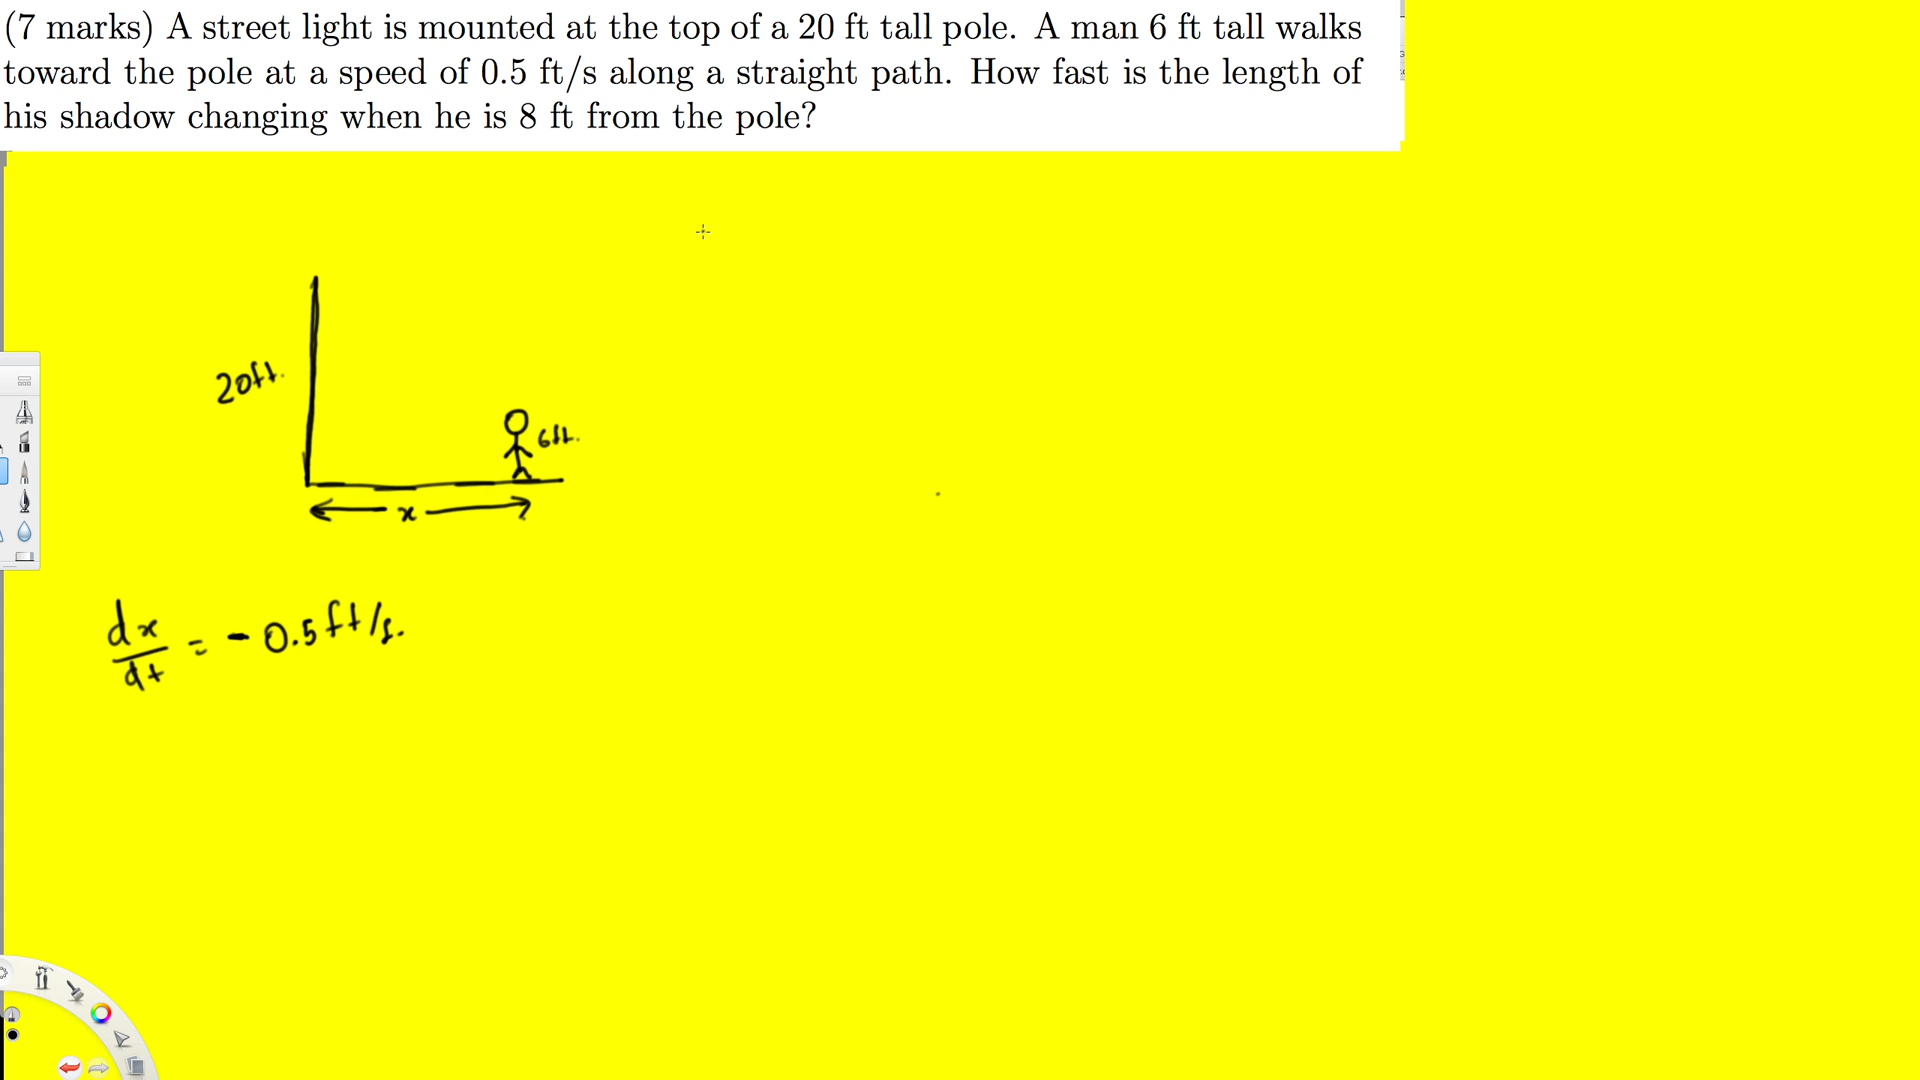 (7 marks) A street light is mounted at the top of a 20 ft tall pole. A man 6 ft tall walks
toward the pole at a speed of 0.5 ft/s along a straight path. How fast is the length of
his shadow changing when he is 8 ft from the pole?
20ft.
6ft.
x
dx/dt = - 0.5ft/s.